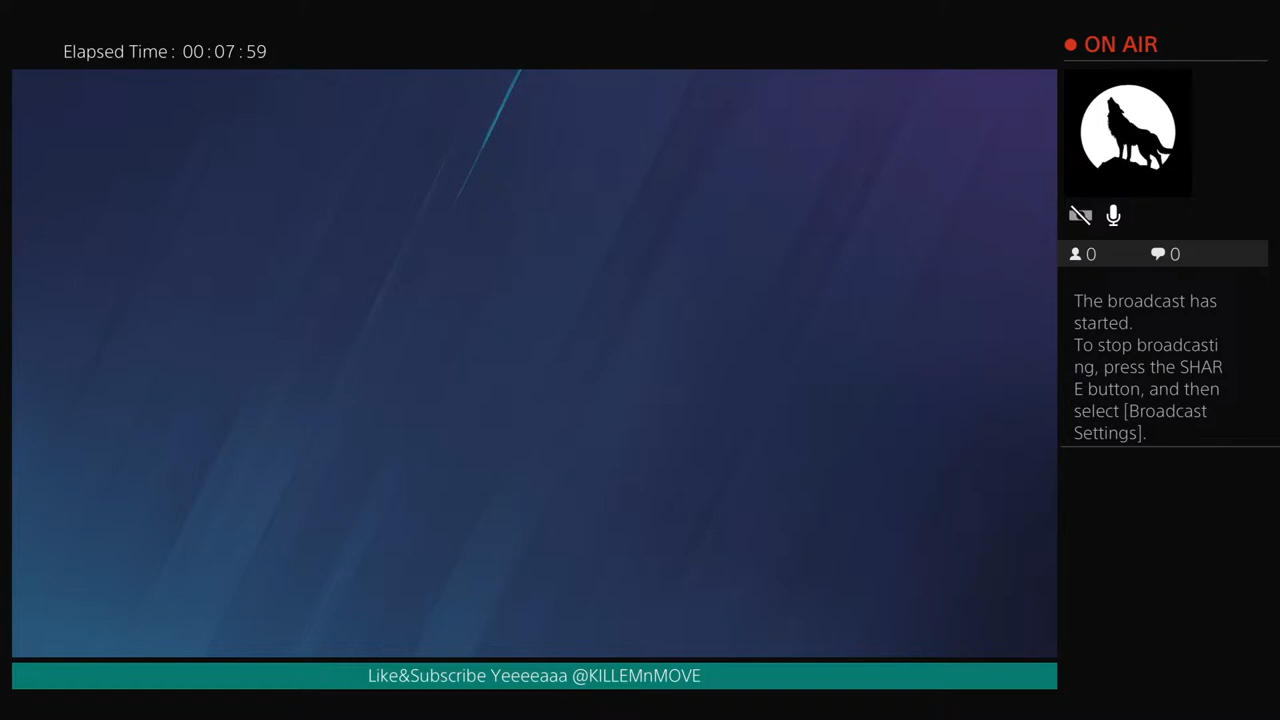 Elapsed Time: 00:07:59
ON AIR
0
0
The broadcast has
started.
To stop broadcasti
ng, press the SHAR
E button, and then
select [Broadcast
Settings].
Like&Subscribe Yeeeeaaa @KILLEMnMOVE